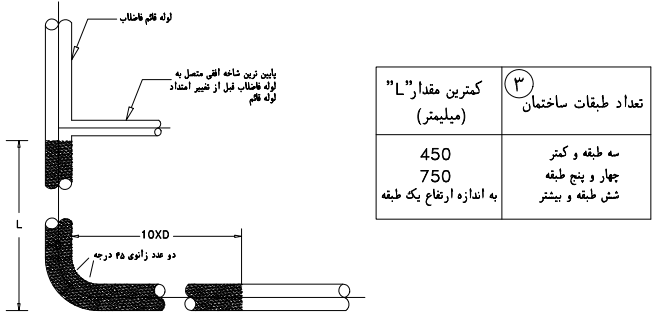 لوله قائم فاضلاب
پایین ترین شاخه افقی متصل به
لوله فاضلاب قبل از تغییر امتداد
لوله قائم
L
10XD
دو عدد زانوی ۴۵ درجه
تعداد طبقات ساختمان ۳
کمترین مقدار "L"
(میلیمتر)
سه طبقه و کمتر 450
چهار و پنج طبقه 750
شش طبقه و بیشتر به اندازه ارتفاع یک طبقه